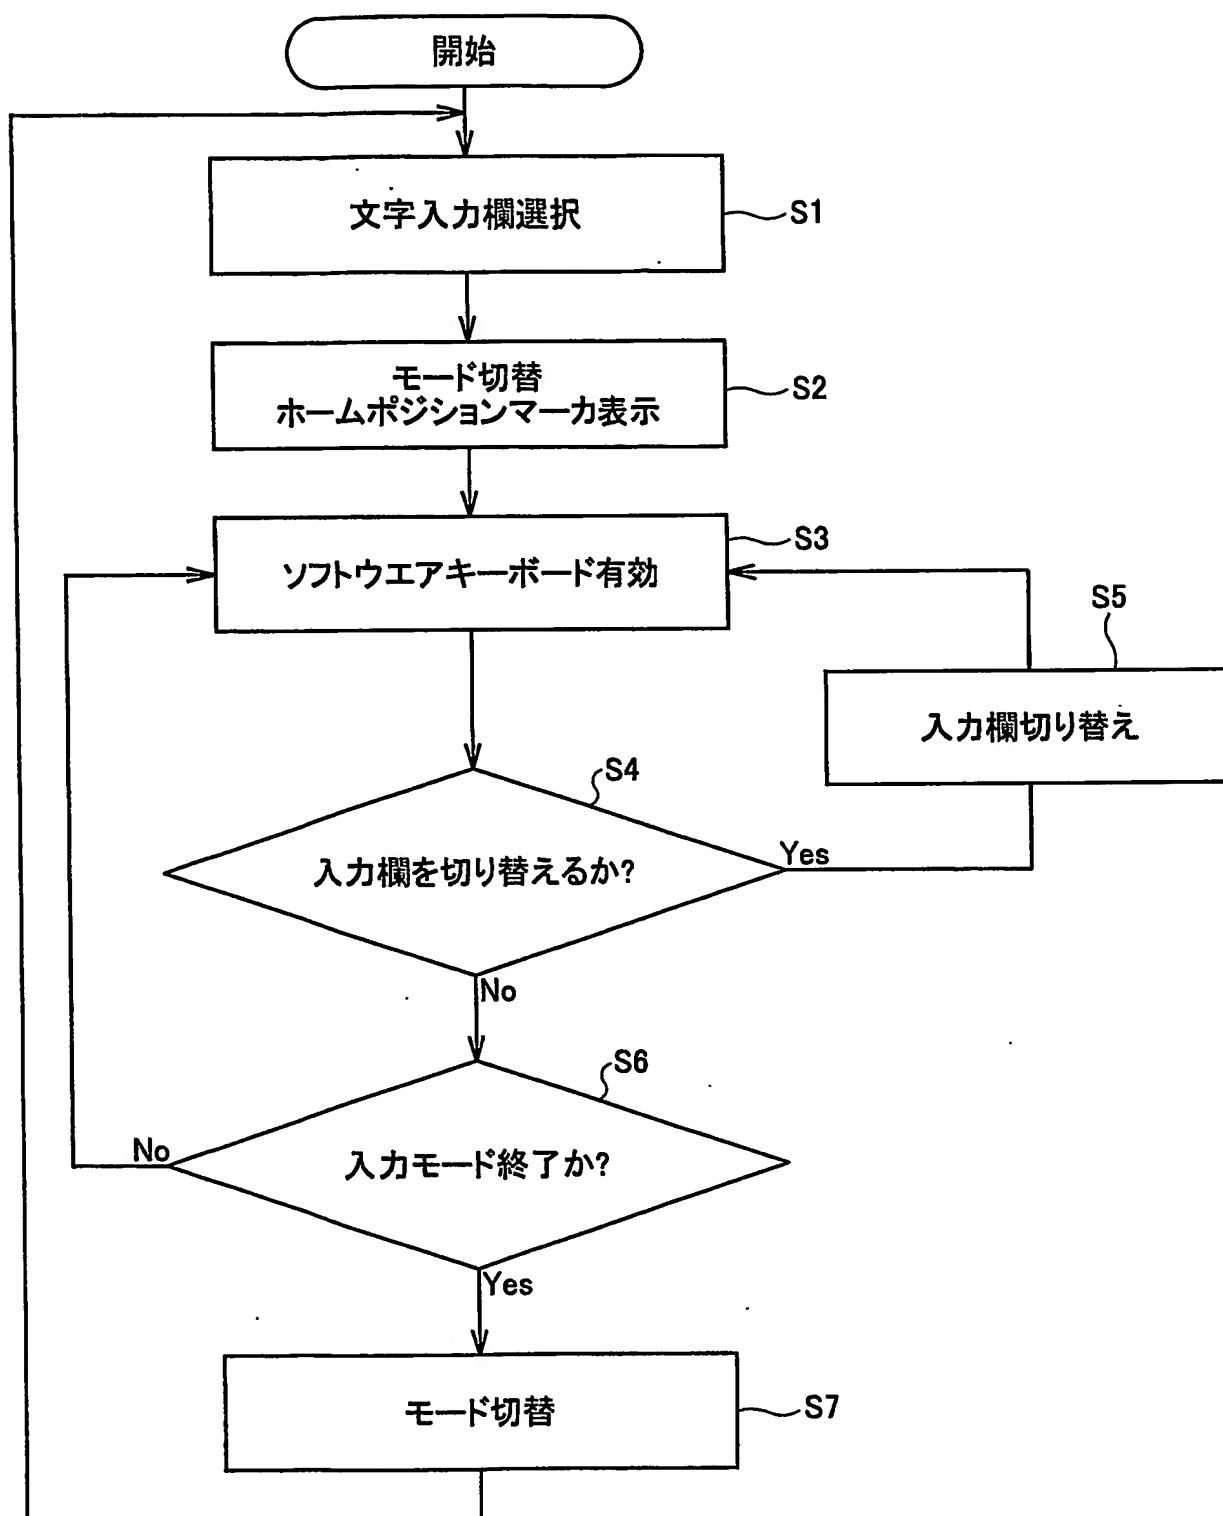 開始
文字入力欄選択
S1
モード切替
ホームポジションマーカ表示
S2
ソフトウエアキーボード有効
S3
S5
入力欄切り替え
S4
入力欄を切り替えるか?
Yes
No
S6
入力モード終了か?
No
Yes
モード切替
S7